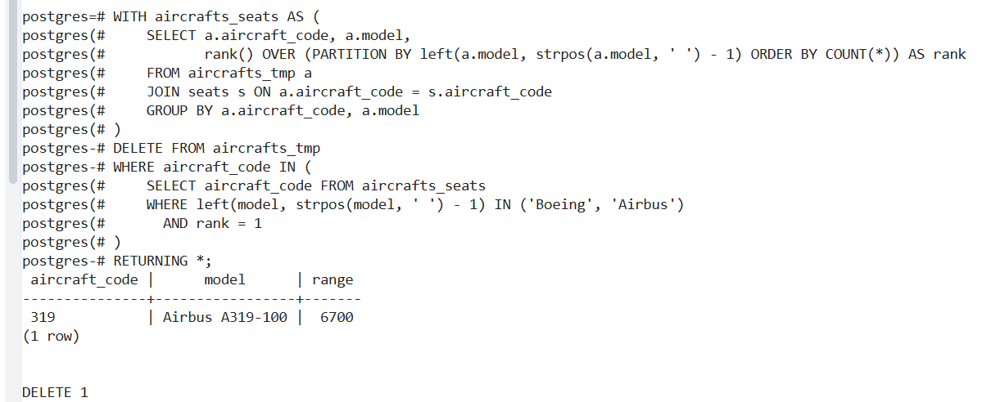 postgres=# WITH aircrafts_seats AS (
postgres(#     SELECT a.aircraft_code, a.model,
postgres(#            rank() OVER (PARTITION BY left(a.model, strpos(a.model, ' ') - 1) ORDER BY COUNT(*)) AS rank
postgres(#     FROM aircrafts_tmp a
postgres(#     JOIN seats s ON a.aircraft_code = s.aircraft_code
postgres(#     GROUP BY a.aircraft_code, a.model
postgres(# )
postgres-# DELETE FROM aircrafts_tmp
postgres-# WHERE aircraft_code IN (
postgres(#     SELECT aircraft_code FROM aircrafts_seats
postgres(#     WHERE left(model, strpos(model, ' ') - 1) IN ('Boeing', 'Airbus')
postgres(#       AND rank = 1
postgres(# )
postgres-# RETURNING *;
 aircraft_code |      model      | range
---------------+-----------------+-------
 319           | Airbus A319-100 |  6700
(1 row)


DELETE 1